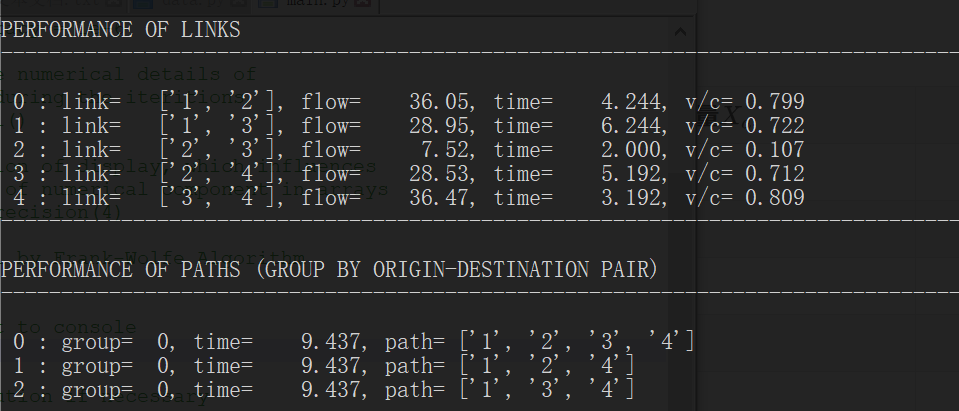 PERFORMANCE OF LINKS
0 : link= ['1', '2'], flow= 36.05, time= 4.244, v/c= 0.799
1 : link= ['1', '3'], flow= 28.95, time= 6.244, v/c= 0.722
2 : link= ['2', '3'], flow= 7.52, time= 2.000, v/c= 0.107
3 : link= ['2', '4'], flow= 28.53, time= 5.192, v/c= 0.712
4 : link= ['3', '4'], flow= 36.47, time= 3.192, v/c= 0.809
PERFORMANCE OF PATHS (GROUP BY ORIGIN-DESTINATION PAIR)
0 : group= 0, time= 9.437, path= ['1', '2', '3', '4']
1 : group= 0, time= 9.437, path= ['1', '2', '4']
2 : group= 0, time= 9.437, path= ['1', '3', '4']